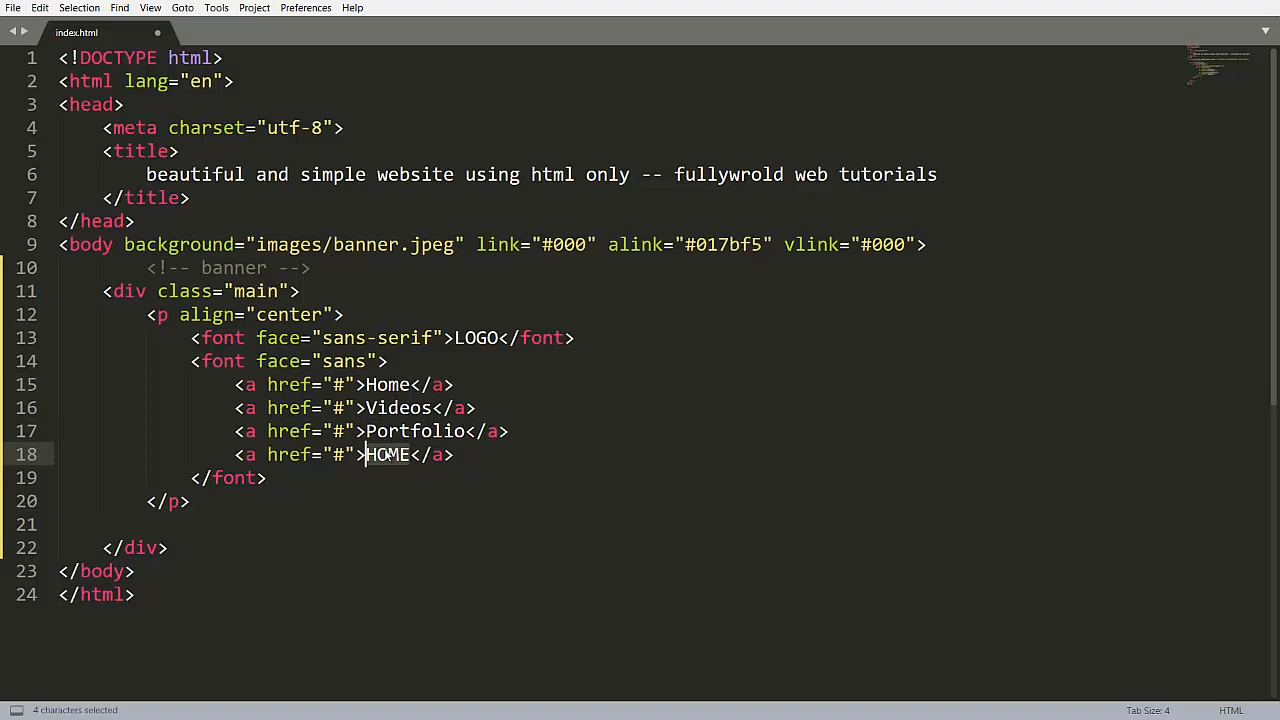 File Edit Selection Find View Goto Tools Project Preferences Help
index.html
1 <!DOCTYPE html>
2 <html lang="en">
3 <head>
4 <meta charset="utf-8">
5 <title>
6 beautiful and simple website using html only -- fullywrold web tutorials
7 </title>
8 </head>
9 <body background="images/banner.jpeg" link="#000" alink="#017bf5" vlink="#000">
10 <!-- banner -->
11 <div class="main">
12 <p align="center">
13 <font face="sans-serif">LOGO</font>
14 <font face="sans">
15 <a href="#">Home</a>
16 <a href="#">Videos</a>
17 <a href="#">Portfolio</a>
18 <a href="#">HOME</a>
19 </font>
20 </p>
21
22 </div>
23 </body>
24 </html>
4 characters selected Tab Size: 4 HTML